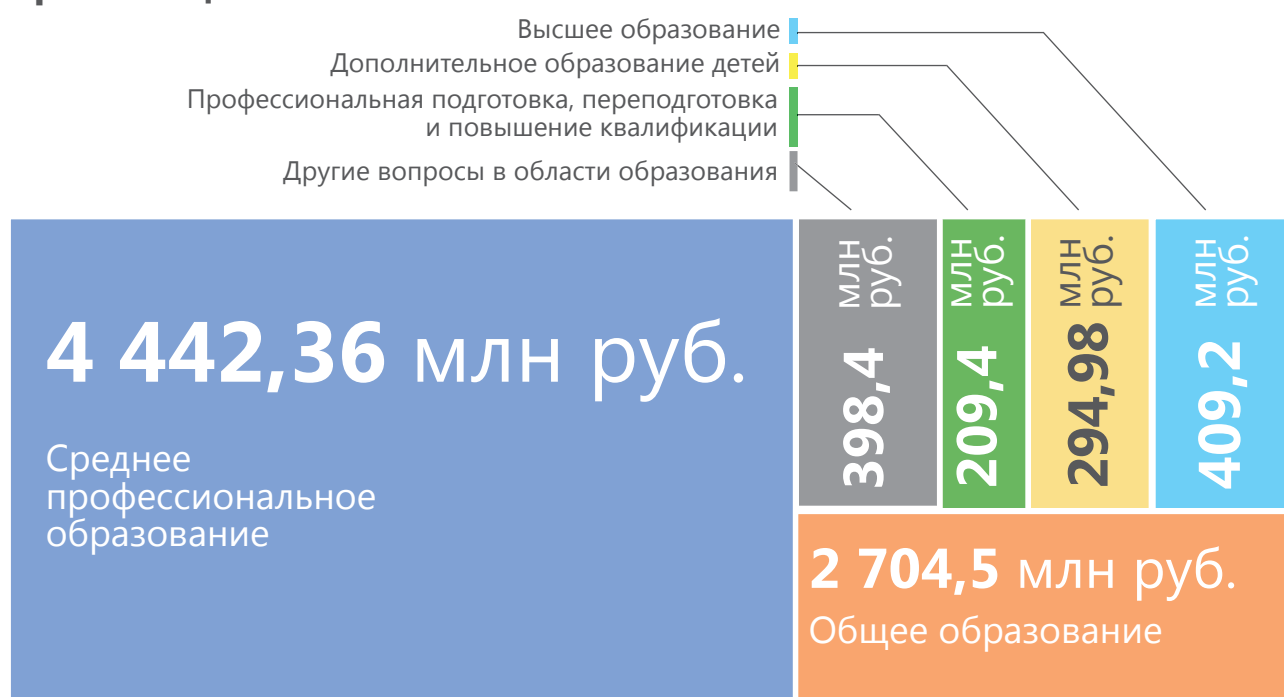 Высшее образование
Дополнительное образование детей
Профессиональная подготовка, переподготовка
и повышение квалификации
Другие вопросы в области образования
4 442,36 млн руб.
Среднее
профессиональное
образование
398,4 млн
руб.
209,4 млн
руб.
294,98 млн
руб.
409,2 млн
руб.
2 704,5 млн руб.
Общее образование